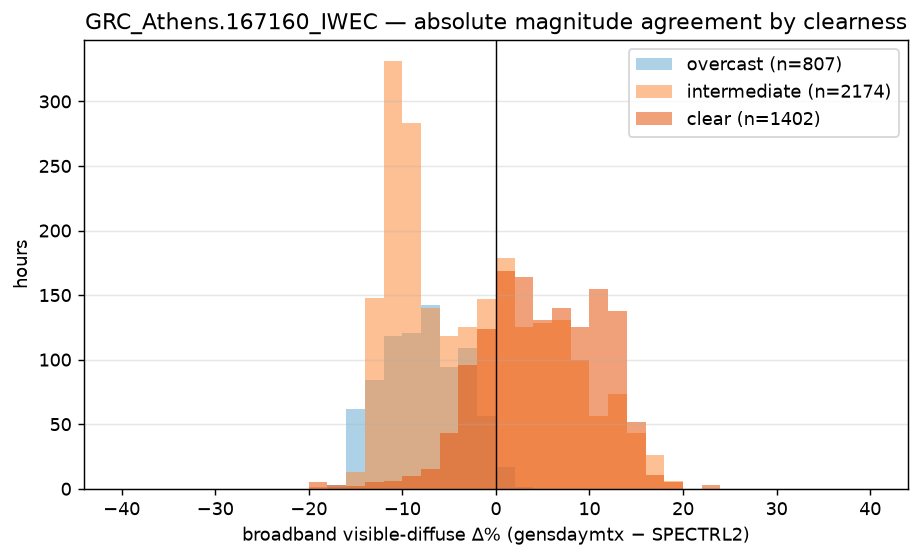 GRC_Athens.167160_IWEC — absolute magnitude agreement by clearness
overcast (n=807)
intermediate (n=2174)
clear (n=1402)
300
250
200
150
100
50
0
hours
−40
−30
−20
−10
0
10
20
30
40
broadband visible-diffuse Δ% (gensdaymtx − SPECTRL2)